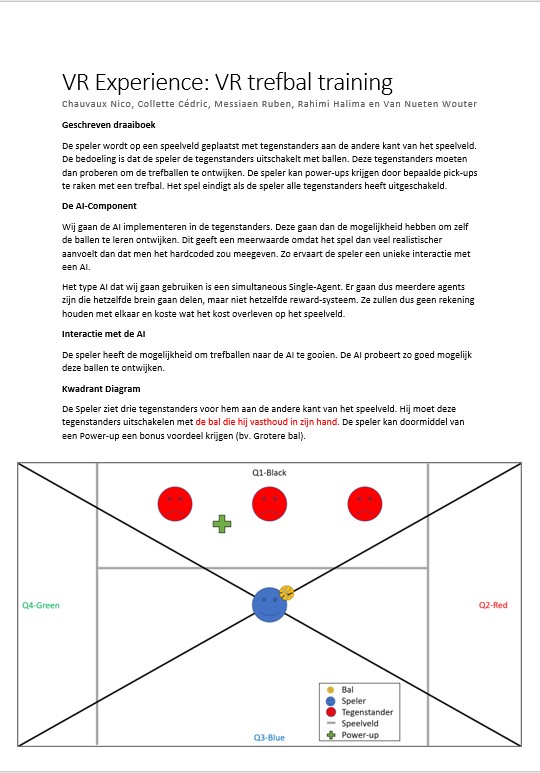 VR Experience: VR trefbal training
Chauvaux Nico, Collette Cédric, Messiaen Ruben, Rahimi Halima en Van Nueten Wouter
Geschreven draaiboek
De speler wordt op een speelveld geplaatst met tegenstanders aan de andere kant van het speelveld.
De bedoeling is dat de speler de tegenstanders uitschakelt met ballen. Deze tegenstanders moeten
dan proberen om de trefballen te ontwijken. De speler kan power-ups krijgen door bepaalde pick-ups
te raken met een trefbal. Het spel eindigt als de speler alle tegenstanders heeft uitgeschakeld.
De AI-Component
Wij gaan de AI implementeren in de tegenstanders. Deze gaan dan de mogelijkheid hebben om zelf
de ballen te leren ontwijken. Dit geeft een meerwaarde omdat het spel dan veel realistischer
aanvoelt dan dat men het hardcoded zou meegeven. Zo ervaart de speler een unieke interactie met
een AI.
Het type AI dat wij gaan gebruiken is een simultaneous Single-Agent. Er gaan dus meerdere agents
zijn die hetzelfde brein gaan delen, maar niet hetzelfde reward-systeem. Ze zullen dus geen rekening
houden met elkaar en koste wat het kost overleven op het speelveld.
Interactie met de AI
De speler heeft de mogelijkheid om trefballen naar de AI te gooien. De AI probeert zo goed mogelijk
deze ballen te ontwijken.
Kwadrant Diagram
De Speler ziet drie tegenstanders voor hem aan de andere kant van het speelveld. Hij moet deze
tegenstanders uitschakelen met de bal die hij vasthoud in zijn hand. De speler kan doormiddel van
een Power-up een bonus voordeel krijgen (bv. Grotere bal).
Q1-Black
Q4-Green
Q2-Red
Q3-Blue
Bal
Speler
Tegenstander
Speelveld
Power-up